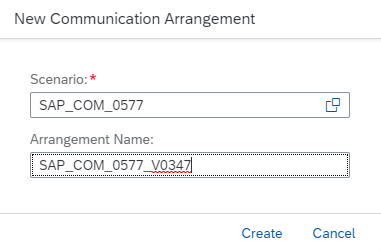 New Communication Arrangement
Scenario:*
SAP_COM_0577
Arrangement Name:
SAP_COM_0577_V0347
Create Cancel